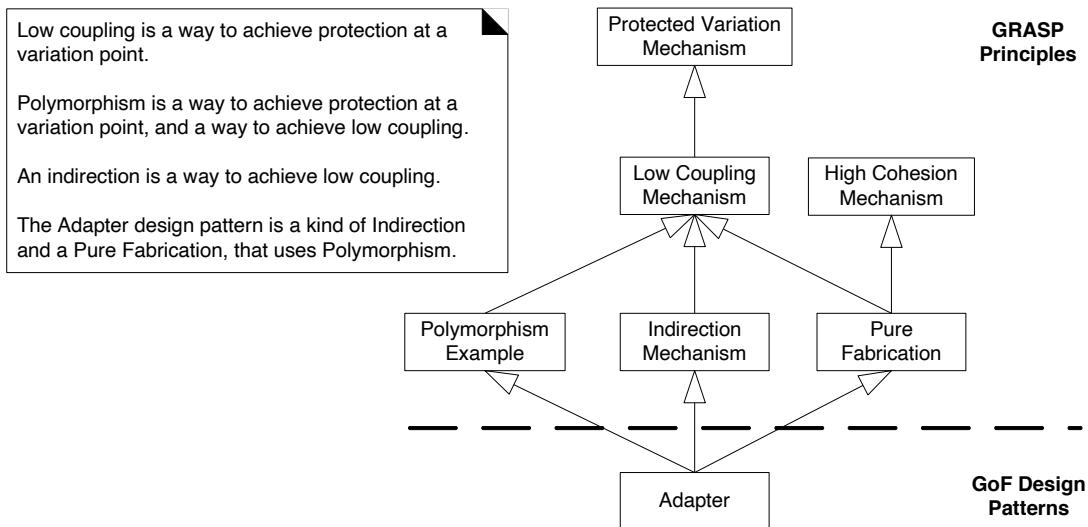 Low coupling is a way to achieve protection at a
variation point.
Polymorphism is a way to achieve protection at a
variation point, and a way to achieve low coupling.
An indirection is a way to achieve low coupling.
The Adapter design pattern is a kind of Indirection
and a Pure Fabrication, that uses Polymorphism.
Protected Variation
Mechanism
GRASP
Principles
Low Coupling
Mechanism
High Cohesion
Mechanism
Polymorphism
Example
Indirection
Mechanism
Pure
Fabrication
Adapter
GoF Design
Patterns